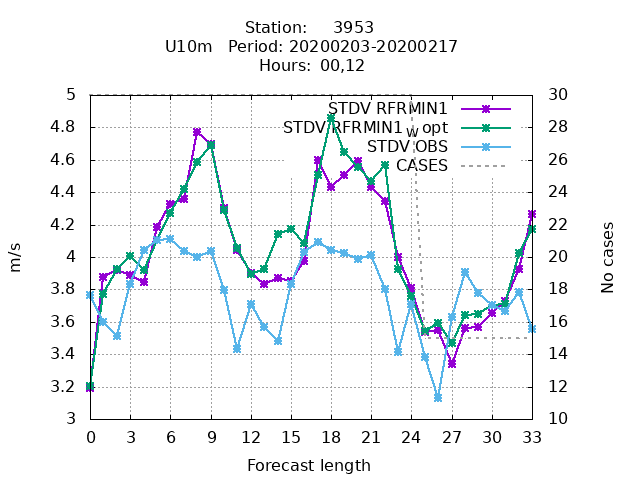 Station: 3953
U10m Period: 20200203-20200217
Hours: 00,12
5 30
STDV RFRMIN1
4.8 28
STDV RFRMIN1_w opt
STDV OBS
4.6 26
CASES
4.4 24
4.2 22
4 20
3.8 18
3.6 16
3.4 14
3.2 12
3 10
m/s
No cases
0 3 6 9 12 15 18 21 24 27 30 33
Forecast length